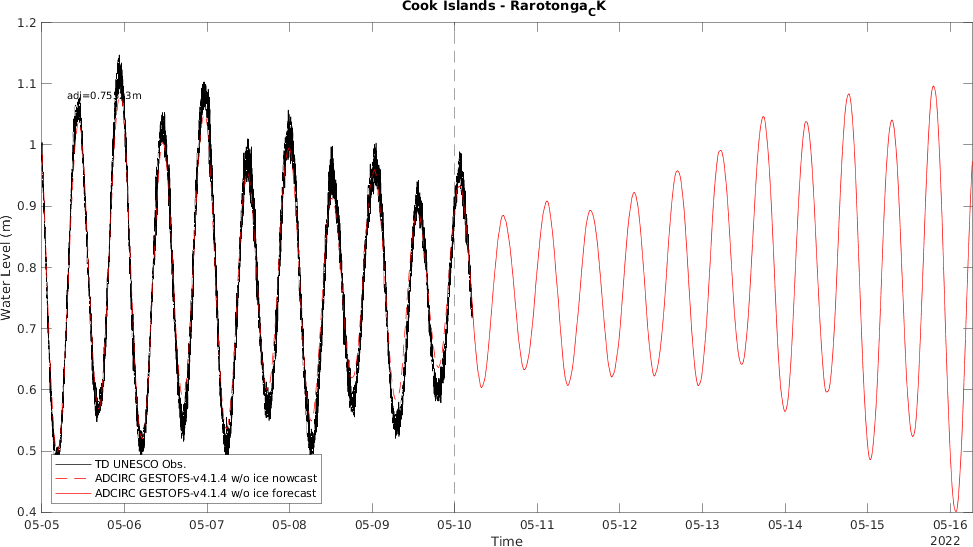 Cook Islands - Rarotonga_CK
1.2
1.1
1
0.9
0.8
0.7
0.6
0.5
0.4
Water Level (m)
TD UNESCO Obs.
ADCIRC GESTOFS-v4.1.4 w/o ice nowcast
ADCIRC GESTOFS-v4.1.4 w/o ice forecast
05-05 05-06 05-07 05-08 05-09 05-10 05-11 05-12 05-13 05-14 05-15 05-16
Time
2022